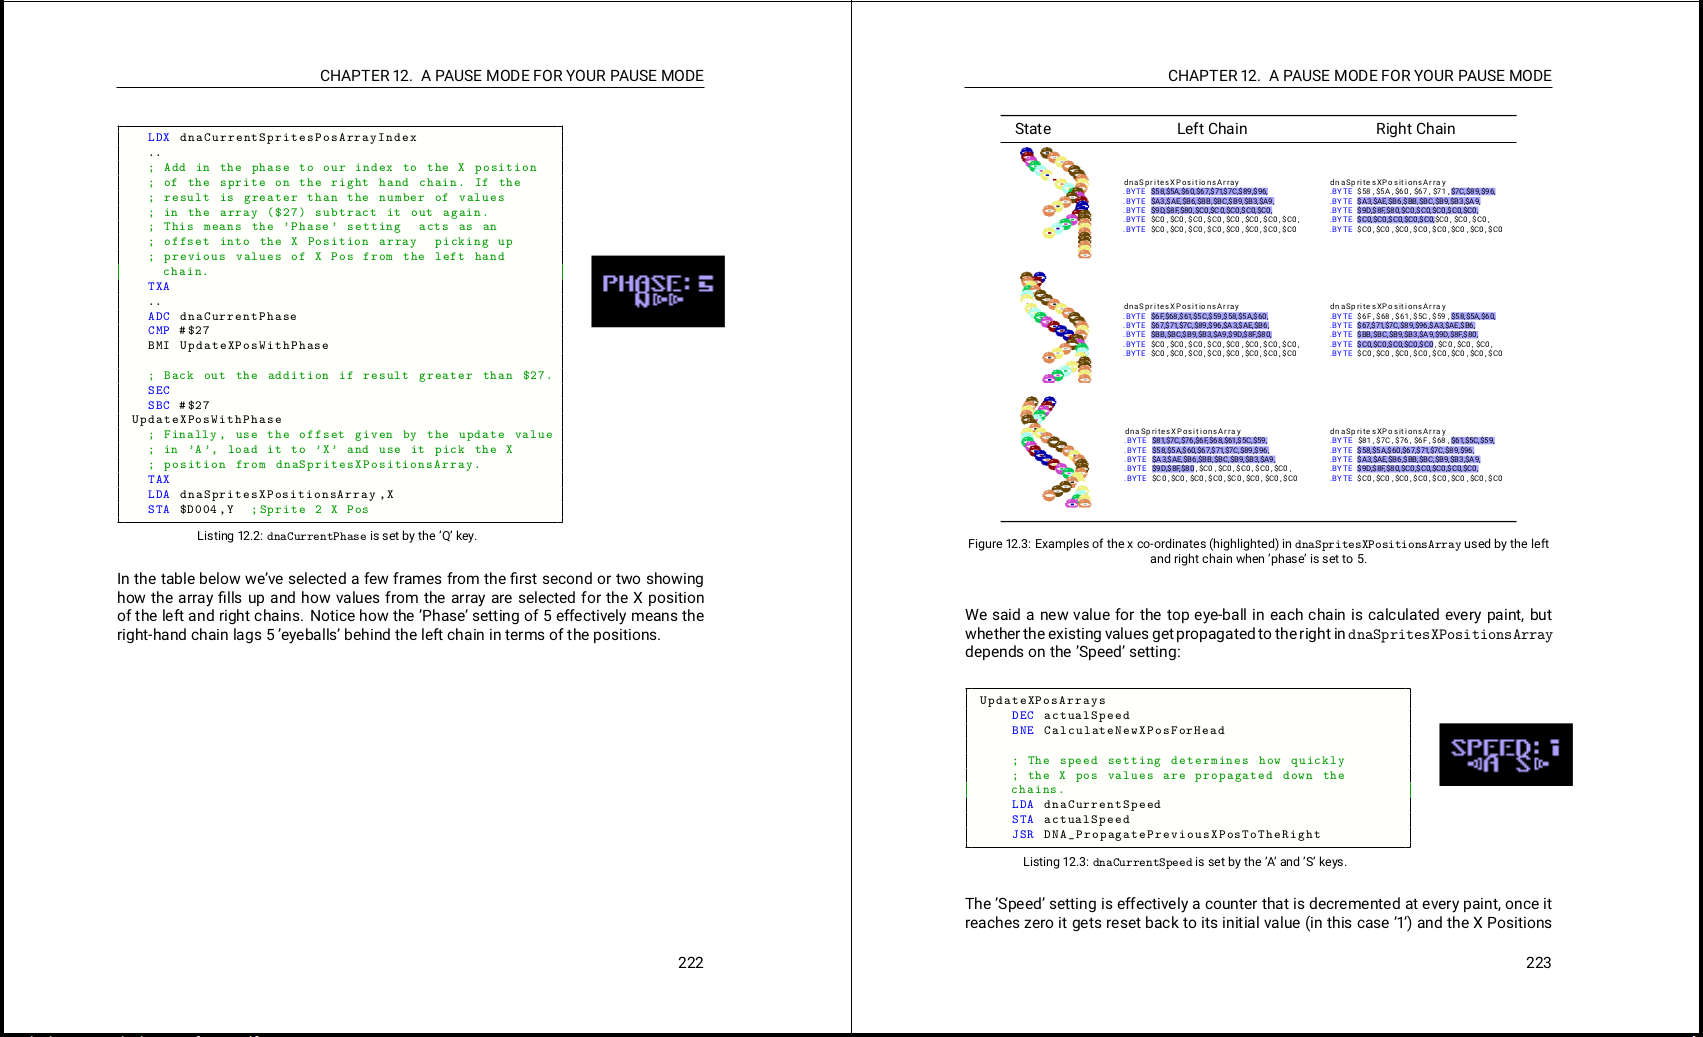 CHAPTER 12. A PAUSE MODE FOR YOUR PAUSE MODE
LDX dnaCurrentSpritesPosArrayIndex
..
; Add in the phase to our index to the X position
; of the sprite on the right hand chain. If the
; result is greater than the number of values
; in the array ($27) subtract it out again.
; This means the 'Phase' setting acts as an
; offset into the X Position array picking up
; previous values of X Pos from the left hand
chain.
TXA
..
ADC dnaCurrentPhase
CMP #$27
BMI UpdateXPosWithPhase
; Back out the addition if result greater than $27.
SEC
SBC #$27
UpdateXPosWithPhase
; Finally, use the offset given by the update value
; in 'A', load it to 'X' and use it pick the X
; position from dnaSpritesXPositionsArray.
TAX
LDA dnaSpritesXPositionsArray,X
STA $D004,Y ;Sprite 2 X Pos
PHASE: 5
Listing 12.2: dnaCurrentPhase is set by the 'Q' key.
In the table below we've selected a few frames from the first second or two showing
how the array fills up and how values from the array are selected for the X position
of the left and right chains. Notice how the 'Phase' setting of 5 effectively means the
right-hand chain lags 5 'eyeballs' behind the left chain in terms of the positions.
222
CHAPTER 12. A PAUSE MODE FOR YOUR PAUSE MODE
State Left Chain Right Chain
dnaSpritesXPositionsArray
.BYTE $58,$5A,$60,$67,$71,$7C,$89,$96,
.BYTE $A3,$AE,$B6,$BB,$BC,$B9,$B3,$A9,
.BYTE $9D,$8F,$80,$C0,$C0,$C0,$C0,$C0,
.BYTE $C0,$C0,$C0,$C0,$C0,$C0,$C0,$C0,
.BYTE $C0,$C0,$C0,$C0,$C0,$C0,$C0,$C0
dnaSpritesXPositionsArray
.BYTE $58,$5A,$60,$67,$71,$7C,$89,$96,
.BYTE $A3,$AE,$B6,$BB,$BC,$B9,$B3,$A9,
.BYTE $9D,$8F,$80,$C0,$C0,$C0,$C0,$C0,
.BYTE $C0,$C0,$C0,$C0,$C0,$C0,$C0,$C0,
.BYTE $C0,$C0,$C0,$C0,$C0,$C0,$C0,$C0
dnaSpritesXPositionsArray
.BYTE $6F,$68,$61,$5C,$59,$58,$5A,$60,
.BYTE $67,$71,$7C,$89,$96,$A3,$AE,$B6,
.BYTE $BB,$BC,$B9,$B3,$A9,$9D,$8F,$80,
.BYTE $C0,$C0,$C0,$C0,$C0,$C0,$C0,$C0,
.BYTE $C0,$C0,$C0,$C0,$C0,$C0,$C0,$C0
dnaSpritesXPositionsArray
.BYTE $6F,$68,$61,$5C,$59,$58,$5A,$60,
.BYTE $67,$71,$7C,$89,$96,$A3,$AE,$B6,
.BYTE $BB,$BC,$B9,$B3,$A9,$9D,$8F,$80,
.BYTE $C0,$C0,$C0,$C0,$C0,$C0,$C0,$C0,
.BYTE $C0,$C0,$C0,$C0,$C0,$C0,$C0,$C0
dnaSpritesXPositionsArray
.BYTE $81,$7C,$76,$6F,$68,$61,$5C,$59,
.BYTE $58,$5A,$60,$67,$71,$7C,$89,$96,
.BYTE $A3,$AE,$B6,$BB,$BC,$B9,$B3,$A9,
.BYTE $9D,$8F,$80,$C0,$C0,$C0,$C0,$C0,
.BYTE $C0,$C0,$C0,$C0,$C0,$C0,$C0,$C0
dnaSpritesXPositionsArray
.BYTE $81,$7C,$76,$6F,$68,$61,$5C,$59,
.BYTE $58,$5A,$60,$67,$71,$7C,$89,$96,
.BYTE $A3,$AE,$B6,$BB,$BC,$B9,$B3,$A9,
.BYTE $9D,$8F,$80,$C0,$C0,$C0,$C0,$C0,
.BYTE $C0,$C0,$C0,$C0,$C0,$C0,$C0,$C0
Figure 12.3: Examples of the x co-ordinates (highlighted) in dnaSpritesXPositionsArray used by the left
and right chain when 'phase' is set to 5.
We said a new value for the top eye-ball in each chain is calculated every paint, but
whether the existing values get propagated to the right in dnaSpritesXPositionsArray
depends on the 'Speed' setting:
UpdateXPosArrays
DEC actualSpeed
BNE CalculateNewXPosForHead
; The speed setting determines how quickly
; the X pos values are propagated down the
chains.
LDA dnaCurrentSpeed
STA actualSpeed
JSR DNA_PropagatePreviousXPosToTheRight
SPEED: 1
A S
Listing 12.3: dnaCurrentSpeed is set by the 'A' and 'S' keys.
The 'Speed' setting is effectively a counter that is decremented at every paint, once it
reaches zero it gets reset back to its initial value (in this case '1') and the X Positions
223